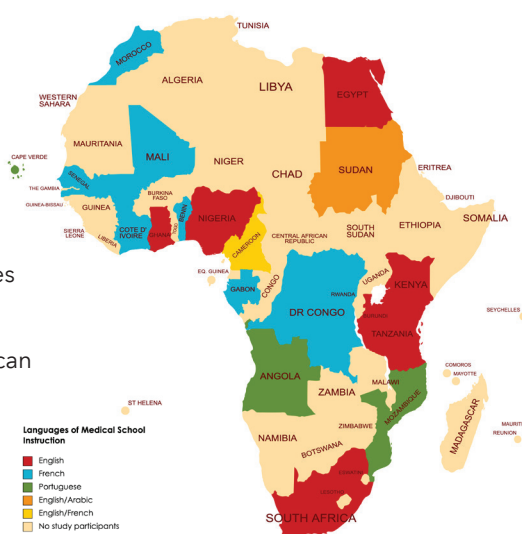 TUNISIA
MOROCCO
ALGERIA
LIBYA
EGYPT
WESTERN
SAHARA
MAURITANIA
MALI
NIGER
CHAD
SUDAN
ERITREA
CAPE VERDE
SENEGAL
THE GAMBIA
GUINEA-BISSAU
GUINEA
SIERRA
LEONE
LIBERIA
COTE D'
IVOIRE
BURKINA
FASO
GHANA
TOGO
BENIN
NIGERIA
CAMEROON
CENTRAL AFRICAN
REPUBLIC
SOUTH
SUDAN
ETHIOPIA
DJIBOUTI
SOMALIA
EQ. GUINEA
GABON
CONGO
DR CONGO
UGANDA
KENYA
RWANDA
BURUNDI
TANZANIA
SEYCHELLES
es
can
ANGOLA
ZAMBIA
MALAWI
MOZAMBIQUE
COMOROS
MAYOTTE
MADAGASCAR
MAURITI
REUNION
ST HELENA
NAMIBIA
BOTSWANA
ZIMBABWE
LESOTHO
SOUTH AFRICA
Languages of Medical School
Instruction
English
French
Portuguese
English/Arabic
English/French
No study participants